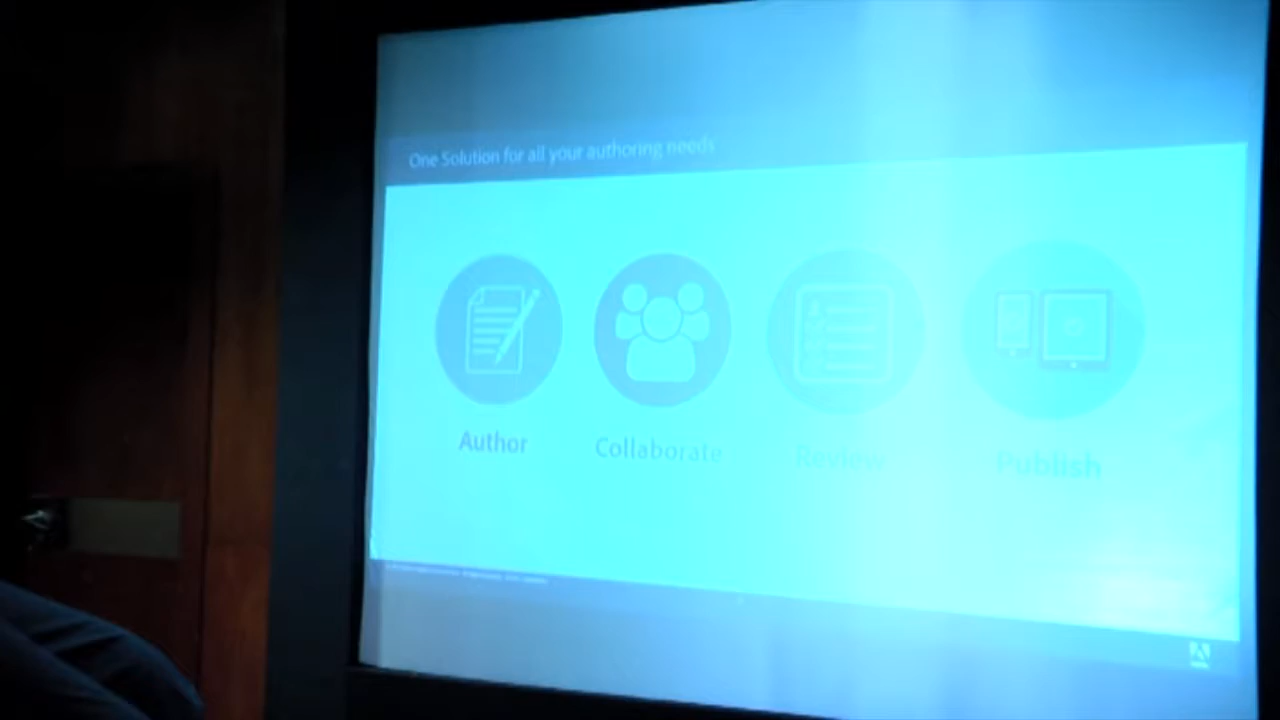 One Solution for all your authoring needs
Author
Collaborate
Review
Publish